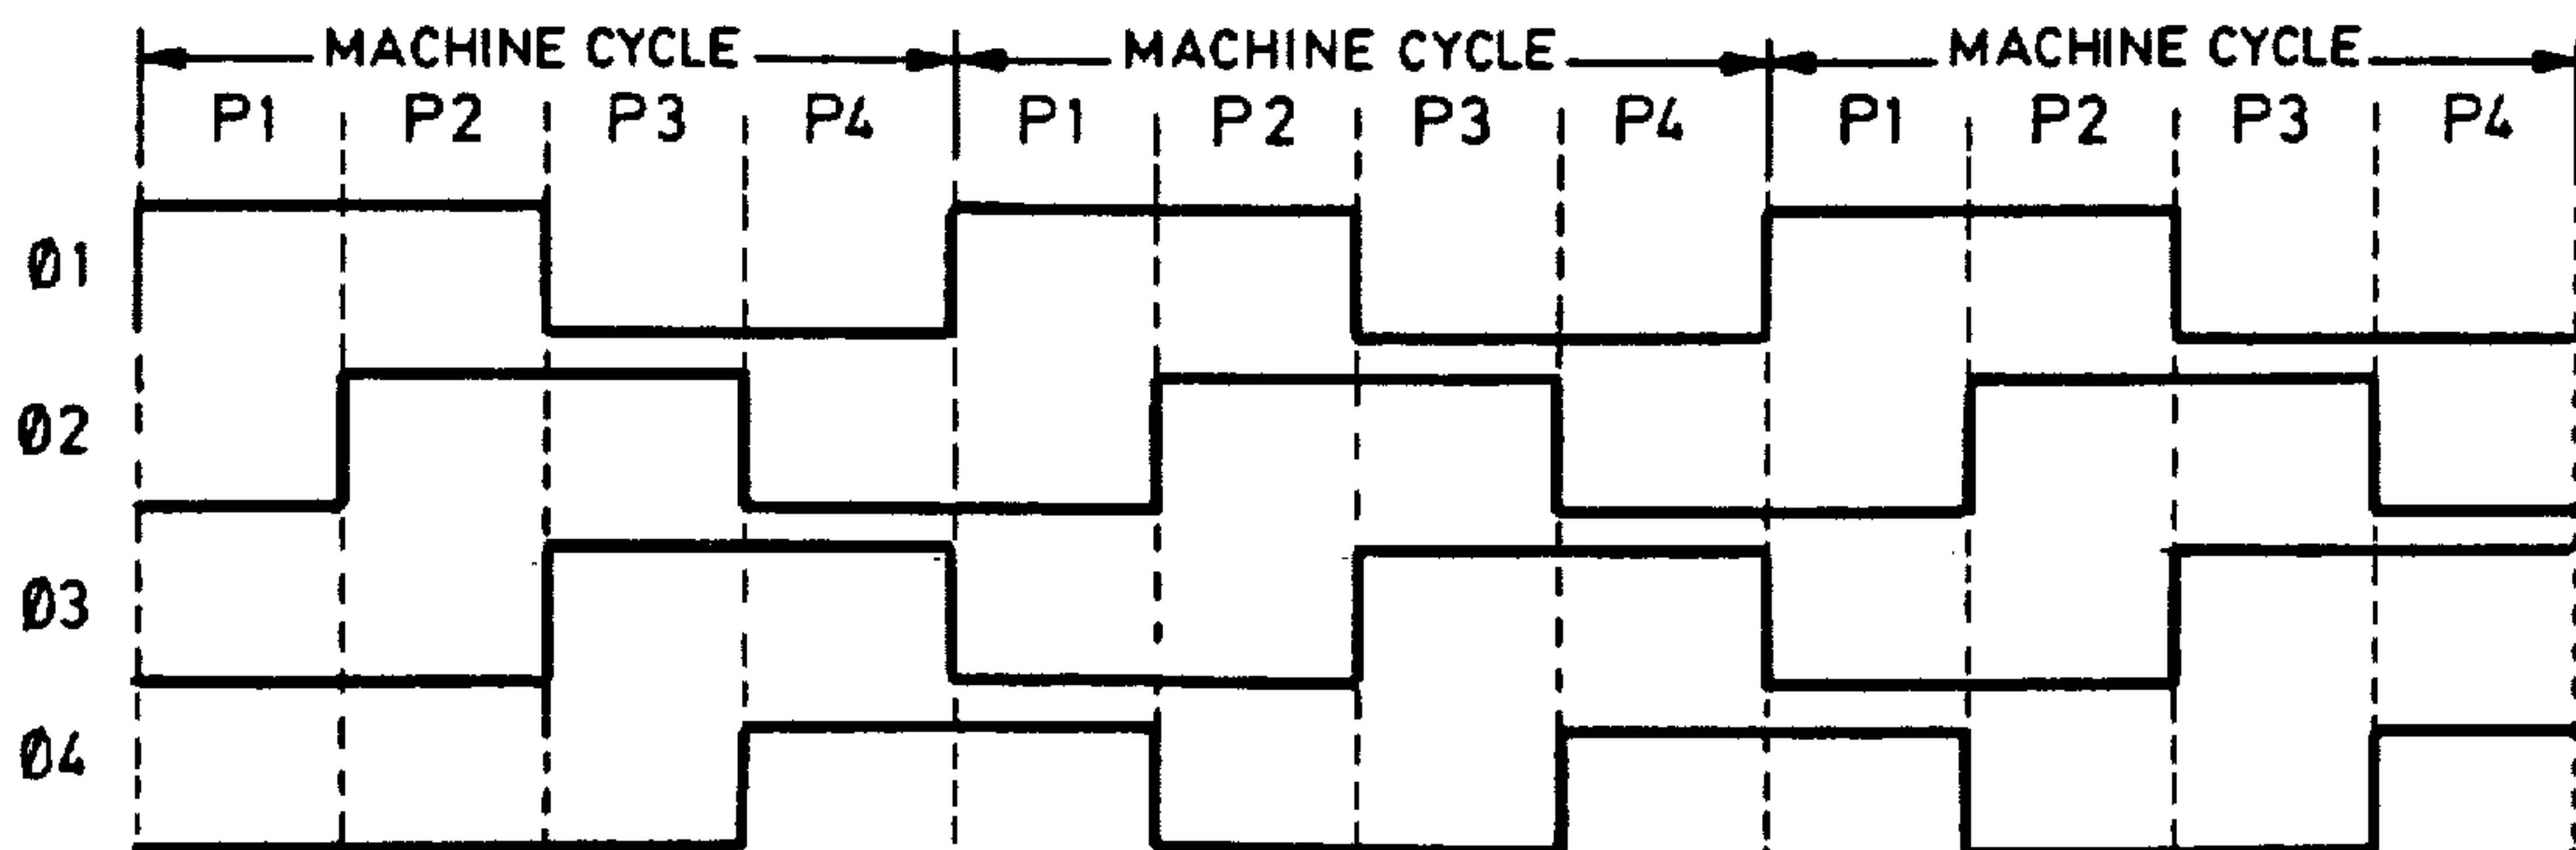 MACHINE CYCLE MACHINE CYCLE MACHINE CYCLE
P1 P2 P3 P4 P1 P2 P3 P4 P1 P2 P3 P4
Ø1
Ø2
Ø3
Ø4